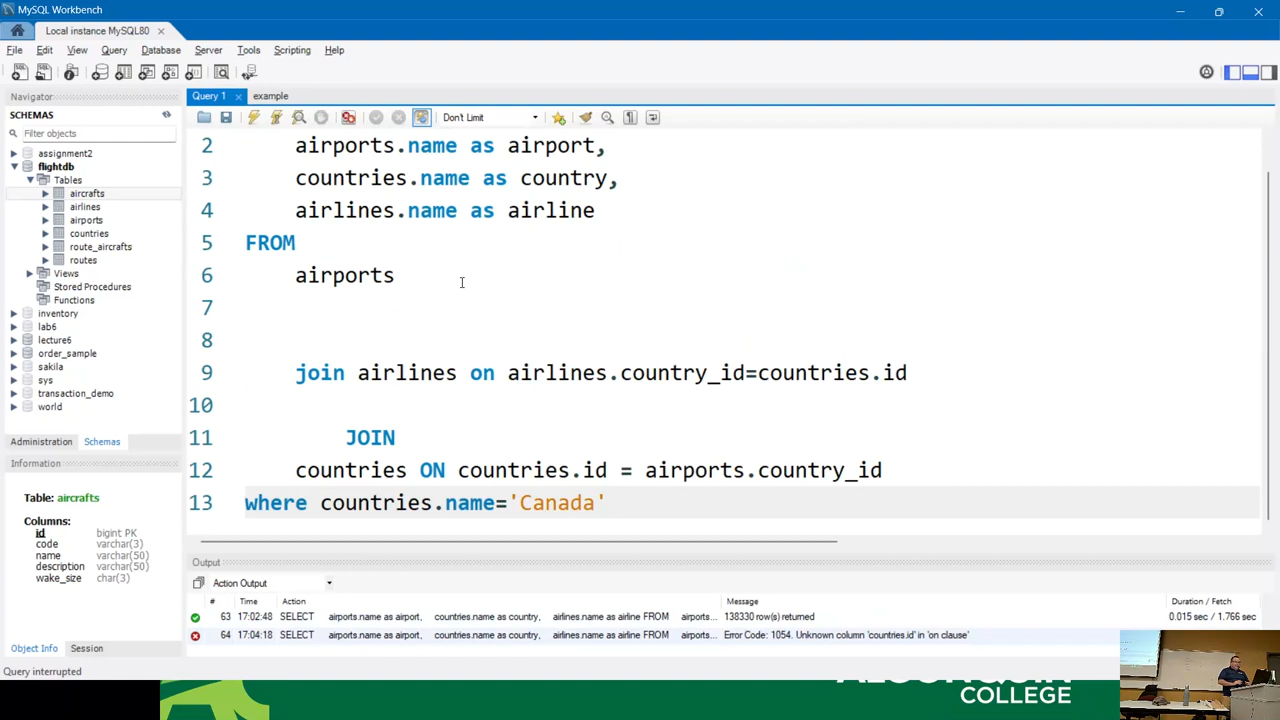 MySQL Workbench
Local instance MySQL80
File Edit View Query Database Server Tools Scripting Help
Navigator
SCHEMAS
Filter objects
assignment2
flightdb
Tables
aircrafts
airlines
airports
countries
route_aircrafts
routes
Views
Stored Procedures
Functions
inventory
lab6
lecture6
order_sample
sakila
sys
transaction_demo
world
Administration Schemas
Information
Table: aircrafts
Columns:
id bigint PK
code varchar(3)
name varchar(50)
description varchar(50)
wake_size char(3)
Object Info Session
Query interrupted
Query 1 example
Don't Limit
2 airports.name as airport,
3 countries.name as country,
4 airlines.name as airline
5 FROM
6 airports
7
8
9 join airlines on airlines.country_id=countries.id
10
11 JOIN
12 countries ON countries.id = airports.country_id
13 where countries.name='Canada'
Output
Action Output
# Time Action Message Duration / Fetch
63 17:02:48 SELECT airports.name as airport, countries.name as country, airlines.name as airline FROM airports... 138330 row(s) returned 0.015 sec / 1.766 sec
64 17:04:18 SELECT airports.name as airport, countries.name as country, airlines.name as airline FROM airports... Error Code: 1054. Unknown column 'countries.id' in 'on clause'
COLLEGE